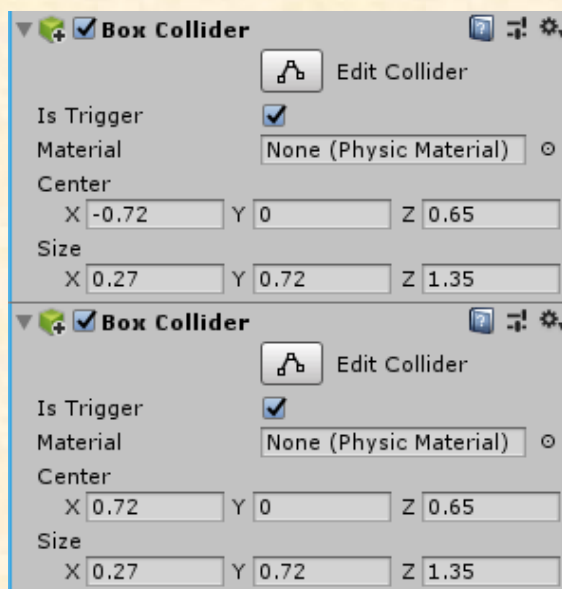 Box Collider
Edit Collider
Is Trigger
Material None (Physic Material)
Center
X -0.72 Y 0 Z 0.65
Size
X 0.27 Y 0.72 Z 1.35
Box Collider
Edit Collider
Is Trigger
Material None (Physic Material)
Center
X 0.72 Y 0 Z 0.65
Size
X 0.27 Y 0.72 Z 1.35